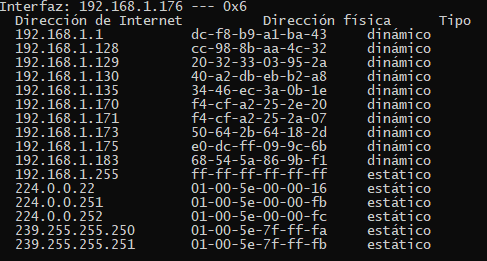 Interfaz: 192.168.1.176 --- 0x6
Dirección de Internet Dirección física Tipo
192.168.1.1 dc-f8-b9-a1-ba-43 dinámico
192.168.1.128 cc-98-8b-aa-4c-32 dinámico
192.168.1.129 20-32-33-03-95-2a dinámico
192.168.1.130 40-a2-db-eb-b2-a8 dinámico
192.168.1.135 34-46-ec-3a-0b-1e dinámico
192.168.1.170 f4-cf-a2-25-2e-20 dinámico
192.168.1.171 f4-cf-a2-25-2a-07 dinámico
192.168.1.173 50-64-2b-64-18-2d dinámico
192.168.1.175 e0-dc-ff-09-9c-6b dinámico
192.168.1.183 68-54-5a-86-9b-f1 dinámico
192.168.1.255 ff-ff-ff-ff-ff-ff estático
224.0.0.22 01-00-5e-00-00-16 estático
224.0.0.251 01-00-5e-00-00-fb estático
224.0.0.252 01-00-5e-00-00-fc estático
239.255.255.250 01-00-5e-7f-ff-fa estático
239.255.255.251 01-00-5e-7f-ff-fb estático